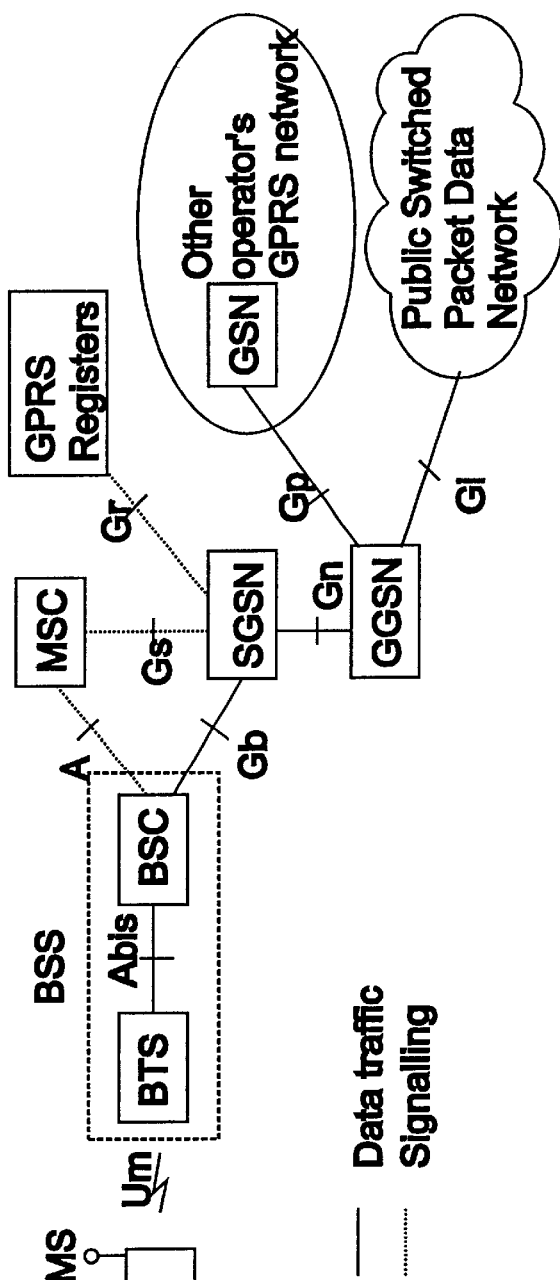 MS
Um
BSS
BTS
Abis
BSC
A
Gb
MSC
Gs
SGSN
Gr
GPRS
Registers
Gn
GGSN
Gp
GSN
Other
operator's
GPRS network
Gi
Public Switched
Packet Data
Network
Data traffic
Signalling